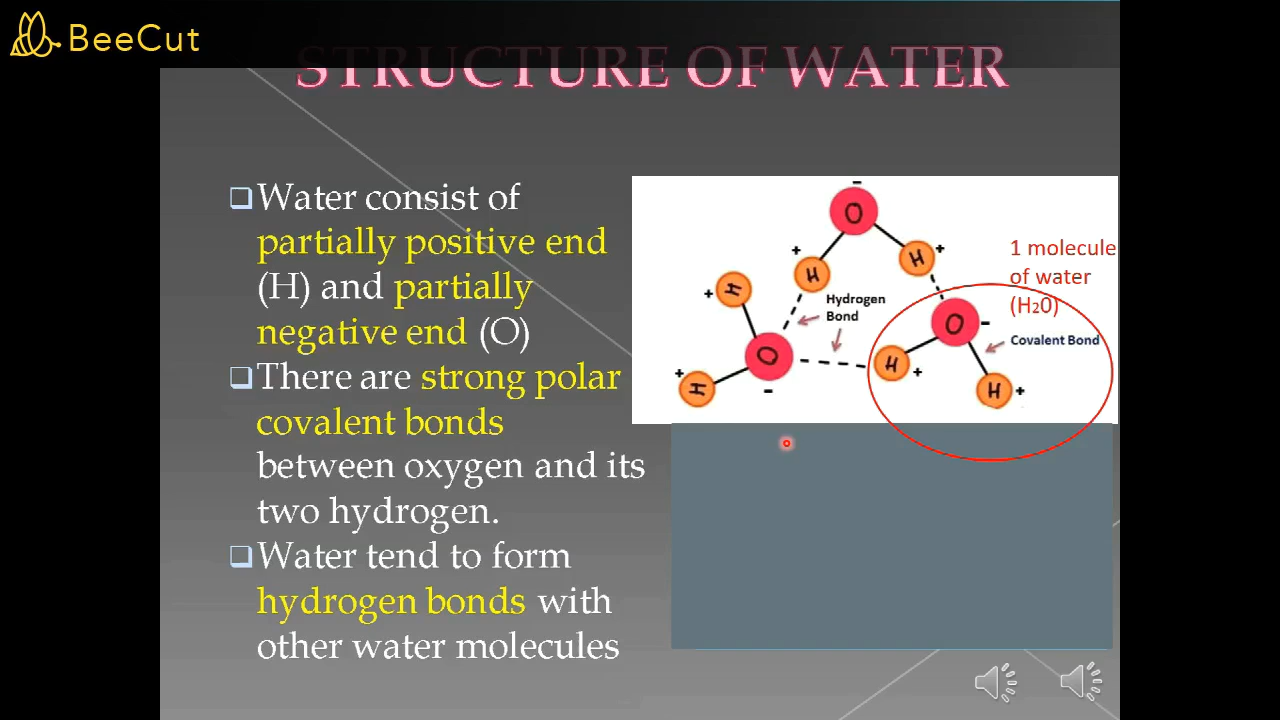 BeeCut
STRUCTURE OF WATER
Water consist of
partially positive end
(H) and partially
negative end (O)
There are strong polar
covalent bonds
between oxygen and its
two hydrogen.
Water tend to form
hydrogen bonds with
other water molecules
-
O
+
H
H
+
1 molecule
of water
(H20)
+
H
Hydrogen
Bond
O
-
Covalent Bond
O
H
+
+
H
-
H
+